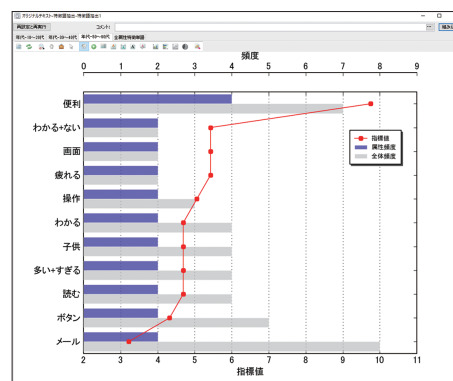 オリジナルテキスト-特徴語抽出-特徴語抽出1
再設定と再実行
コメント:
年代-10~20代 年代-30~40代 年代-50~60代 全属性特徴単語
頻度
0 1 2 3 4 5 6 7 8 9
便利
わかる+ない
画面
疲れる
操作
わかる
子供
多い+すぎる
読む
ボタン
メール
指標値
属性頻度
全体頻度
2 3 4 5 6 7 8 9 10 11
指標値